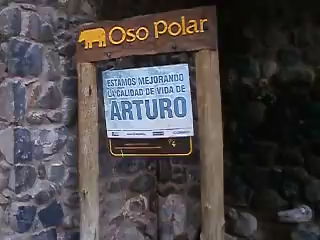 Oso Polar
ESTAMOS MEJORANDO
LA CALIDAD DE VIDA DE
ARTURO